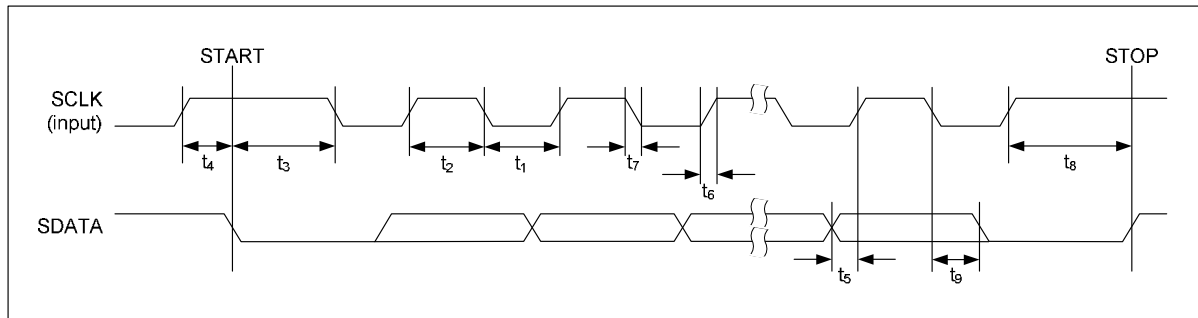 START
STOP
SCLK
(input)
t4
t3
t2
t1
t7
t6
t8
SDATA
t5
t9